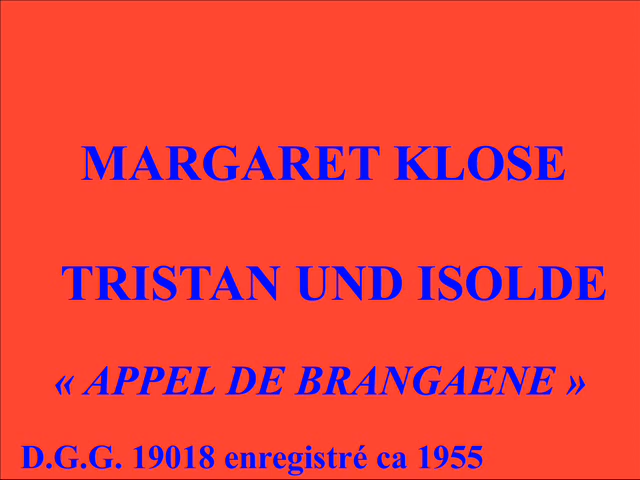 MARGARET KLOSE
TRISTAN UND ISOLDE
« APPEL DE BRANGAENE »
D.G.G. 19018 enregistré ca 1955